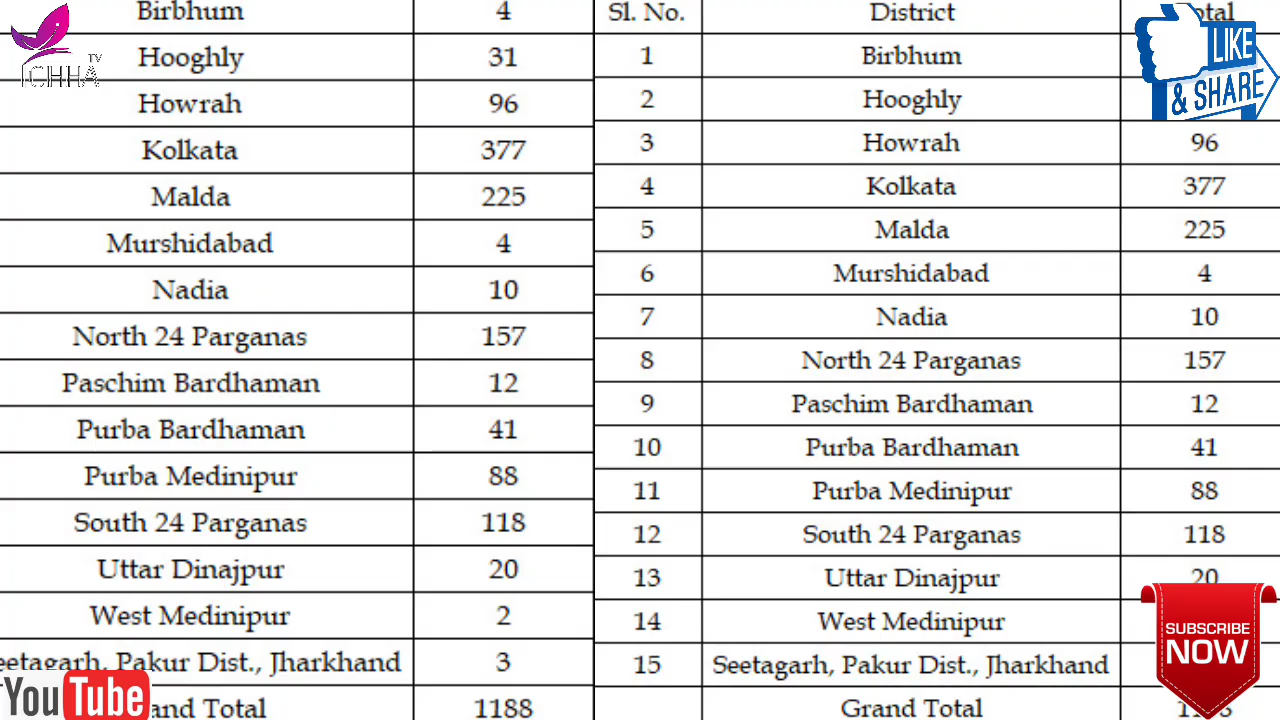 Birbhum 4
Hooghly 31
Howrah 96
Kolkata 377
Malda 225
Murshidabad 4
Nadia 10
North 24 Parganas 157
Paschim Bardhaman 12
Purba Bardhaman 41
Purba Medinipur 88
South 24 Parganas 118
Uttar Dinajpur 20
West Medinipur 2
eetagarh, Pakur Dist., Jharkhand 3
and Total 1188
Sl. No. District otal
1 Birbhum
2 Hooghly
3 Howrah 96
4 Kolkata 377
5 Malda 225
6 Murshidabad 4
7 Nadia 10
8 North 24 Parganas 157
9 Paschim Bardhaman 12
10 Purba Bardhaman 41
11 Purba Medinipur 88
12 South 24 Parganas 118
13 Uttar Dinajpur 20
14 West Medinipur
15 Seetagarh, Pakur Dist., Jharkhand
Grand Total
ICHHA TV
LIKE
& SHARE
SUBSCRIBE
NOW
YouTube